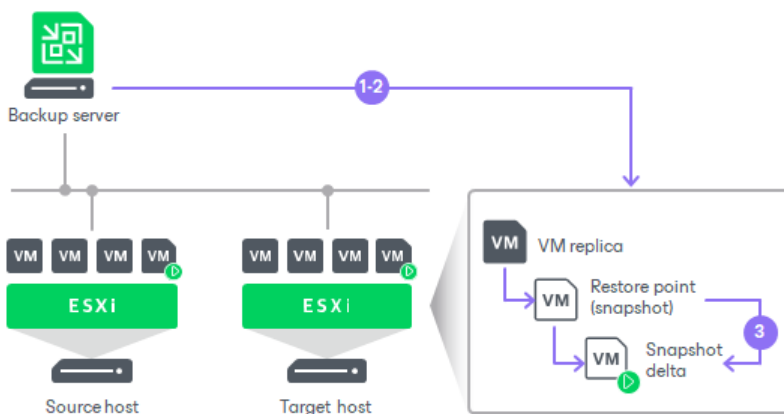 1-2
Backup server
VM VM VM VM
VM VM VM VM
ESXi
ESXi
Source host
Target host
VM
VM replica
VM
Restore point
(snapshot)
3
VM
Snapshot
delta